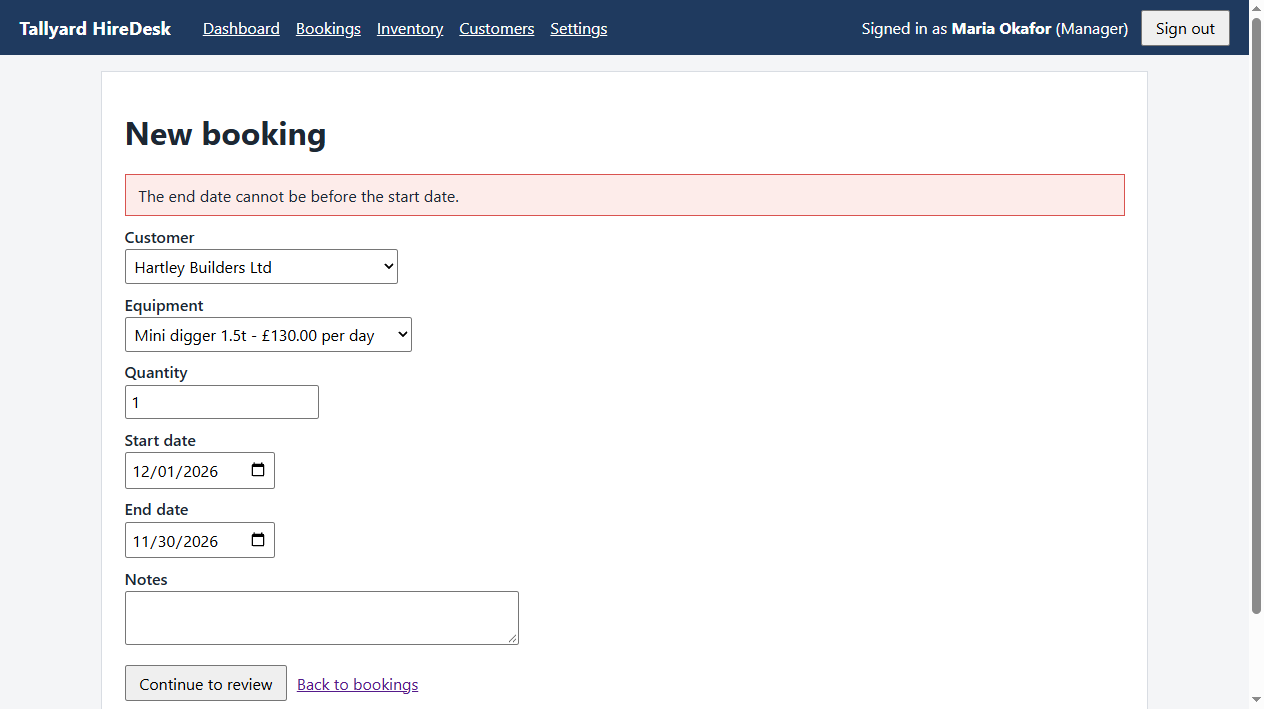 Tallyard HireDesk Dashboard Bookings Inventory Customers Settings Signed in as Maria Okafor (Manager) Sign out
New booking
The end date cannot be before the start date.
Customer
Hartley Builders Ltd
Equipment
Mini digger 1.5t - £130.00 per day
Quantity
1
Start date
12/01/2026
End date
11/30/2026
Notes
Continue to review Back to bookings